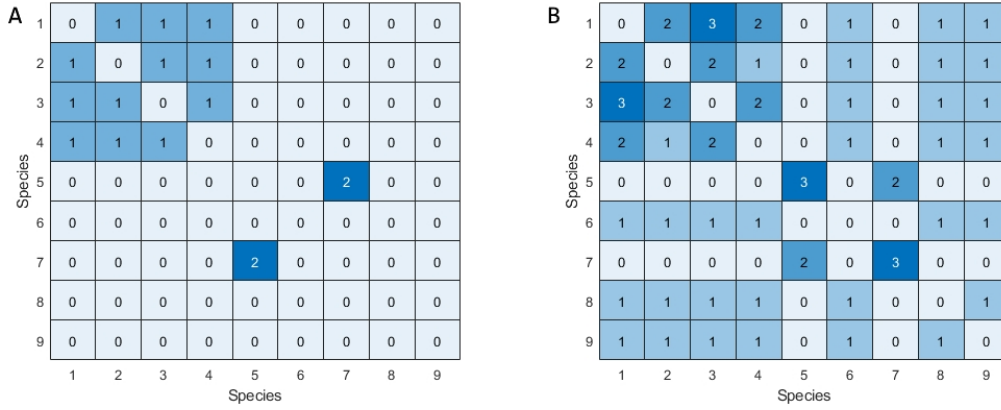 A
B
Species
1 0 1 1 1 0 0 0 0 0
2 1 0 1 1 0 0 0 0 0
3 1 1 0 1 0 0 0 0 0
4 1 1 1 0 0 0 0 0 0
5 0 0 0 0 0 0 2 0 0
6 0 0 0 0 0 0 0 0 0
7 0 0 0 0 2 0 0 0 0
8 0 0 0 0 0 0 0 0 0
9 0 0 0 0 0 0 0 0 0
1 2 3 4 5 6 7 8 9
Species
Species
1 0 2 3 2 0 1 0 1 1
2 2 0 2 1 0 1 0 1 1
3 3 2 0 2 0 1 0 1 1
4 2 1 2 0 0 1 0 1 1
5 0 0 0 0 3 0 2 0 0
6 1 1 1 1 0 0 0 1 1
7 0 0 0 0 2 0 3 0 0
8 1 1 1 1 0 1 0 0 1
9 1 1 1 1 0 1 0 1 0
1 2 3 4 5 6 7 8 9
Species